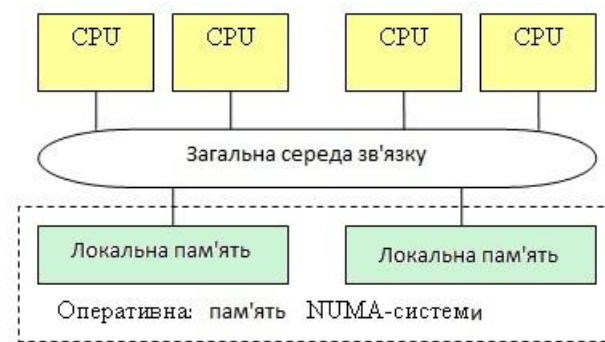 CPU CPU CPU CPU
Загальна середа зв'язку
Локальна пам'ять Локальна пам'ять
Оперативна: пам'ять NUMA-системи